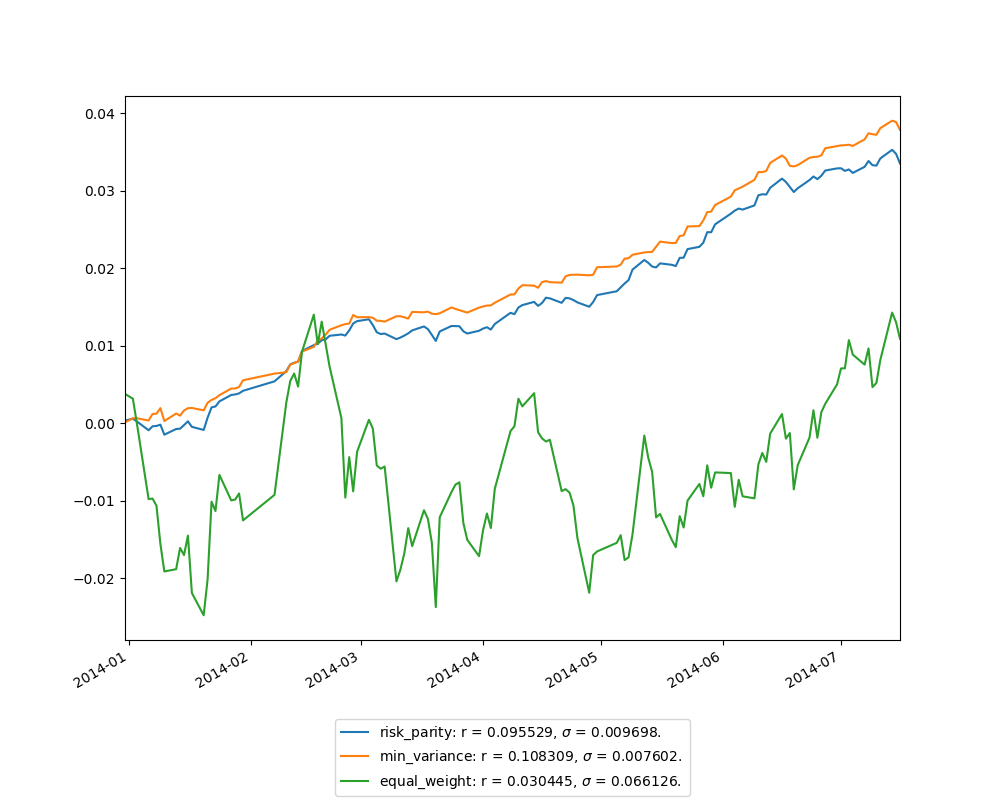 0.04
0.03
0.02
0.01
0.00
−0.01
−0.02
2014-01 2014-02 2014-03 2014-04 2014-05 2014-06 2014-07
risk_parity: r = 0.095529, σ = 0.009698.
min_variance: r = 0.108309, σ = 0.007602.
equal_weight: r = 0.030445, σ = 0.066126.